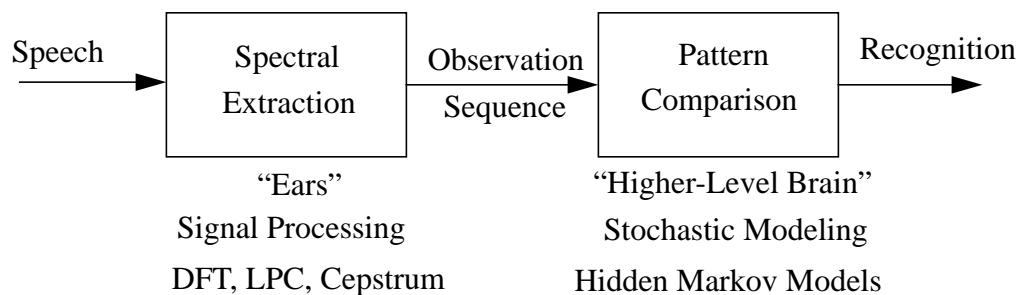 Speech
Spectral
Extraction
Observation
Sequence
Pattern
Comparison
Recognition
“Ears”
Signal Processing
DFT, LPC, Cepstrum
“Higher-Level Brain”
Stochastic Modeling
Hidden Markov Models